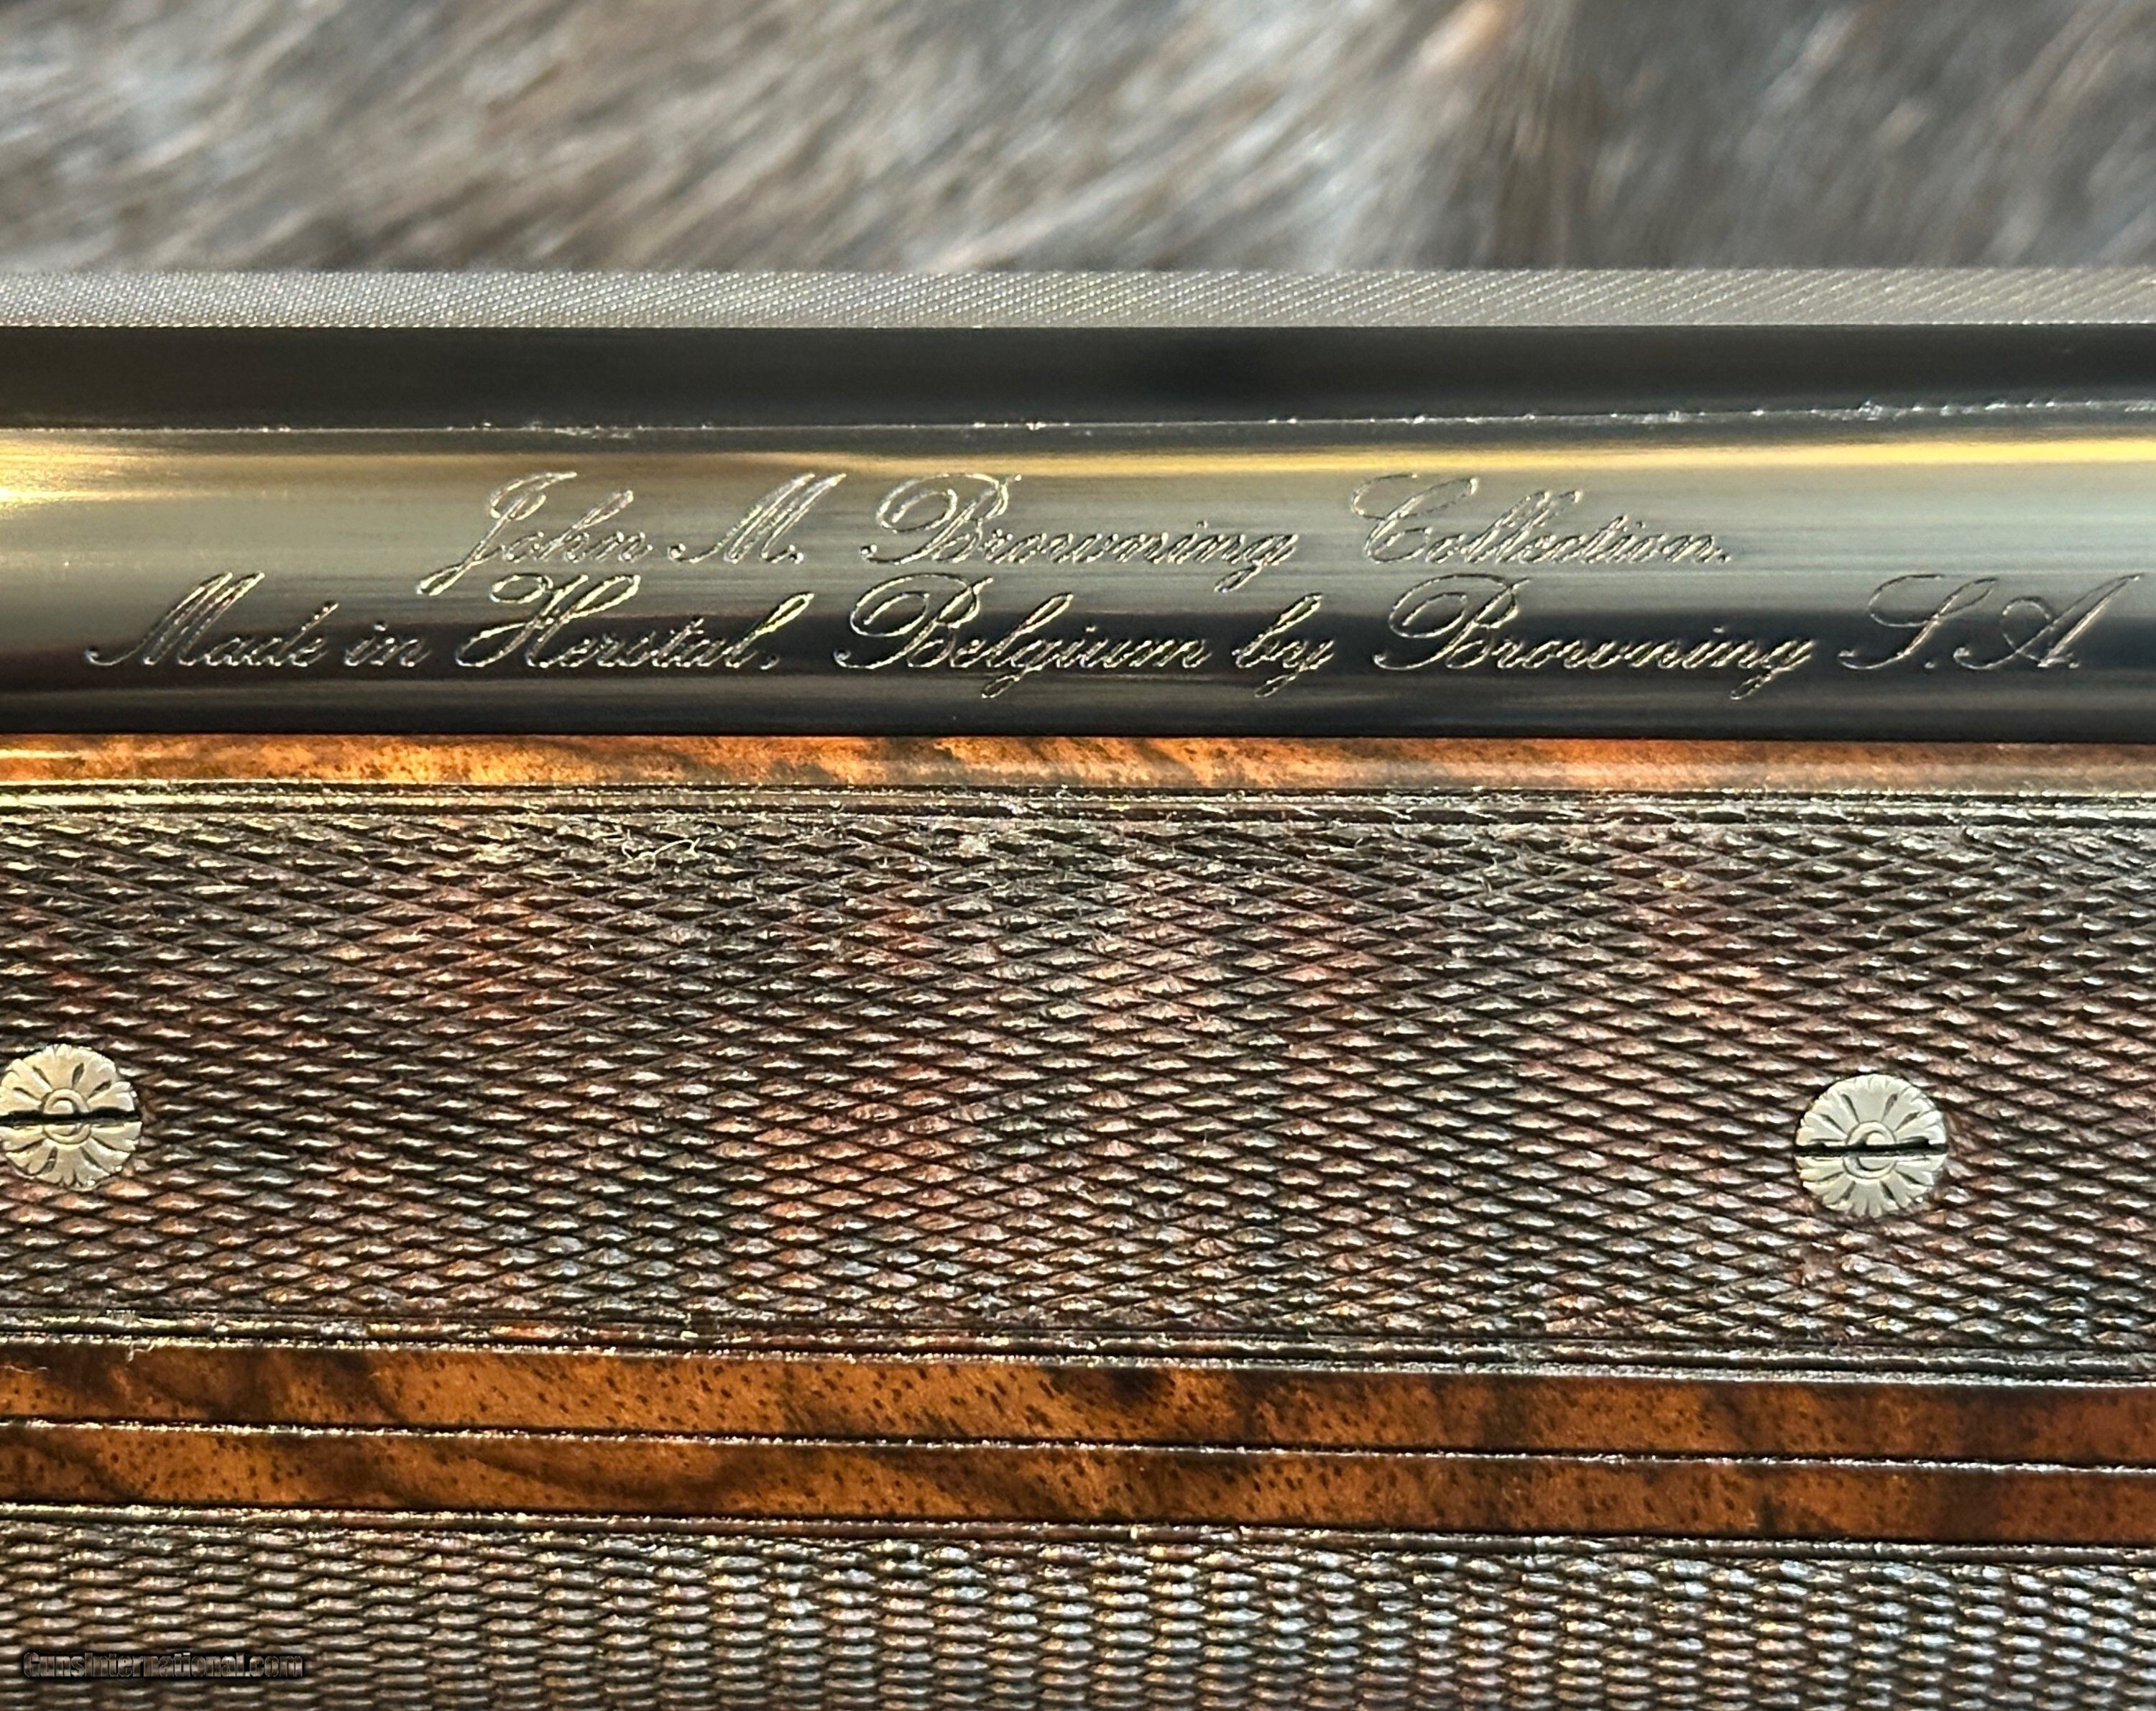 John M. Browning Collection.
Made in Herstal, Belgium by Browning S.A.
GunsInternational.com